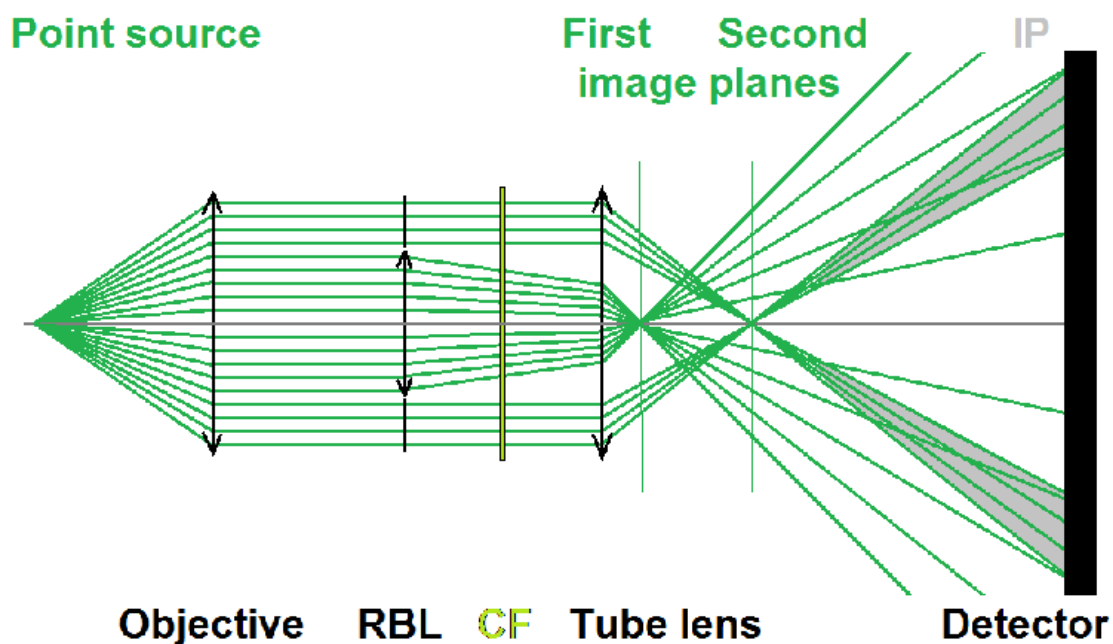 Point source
First Second IP
image planes
Objective RBL CF Tube lens Detector